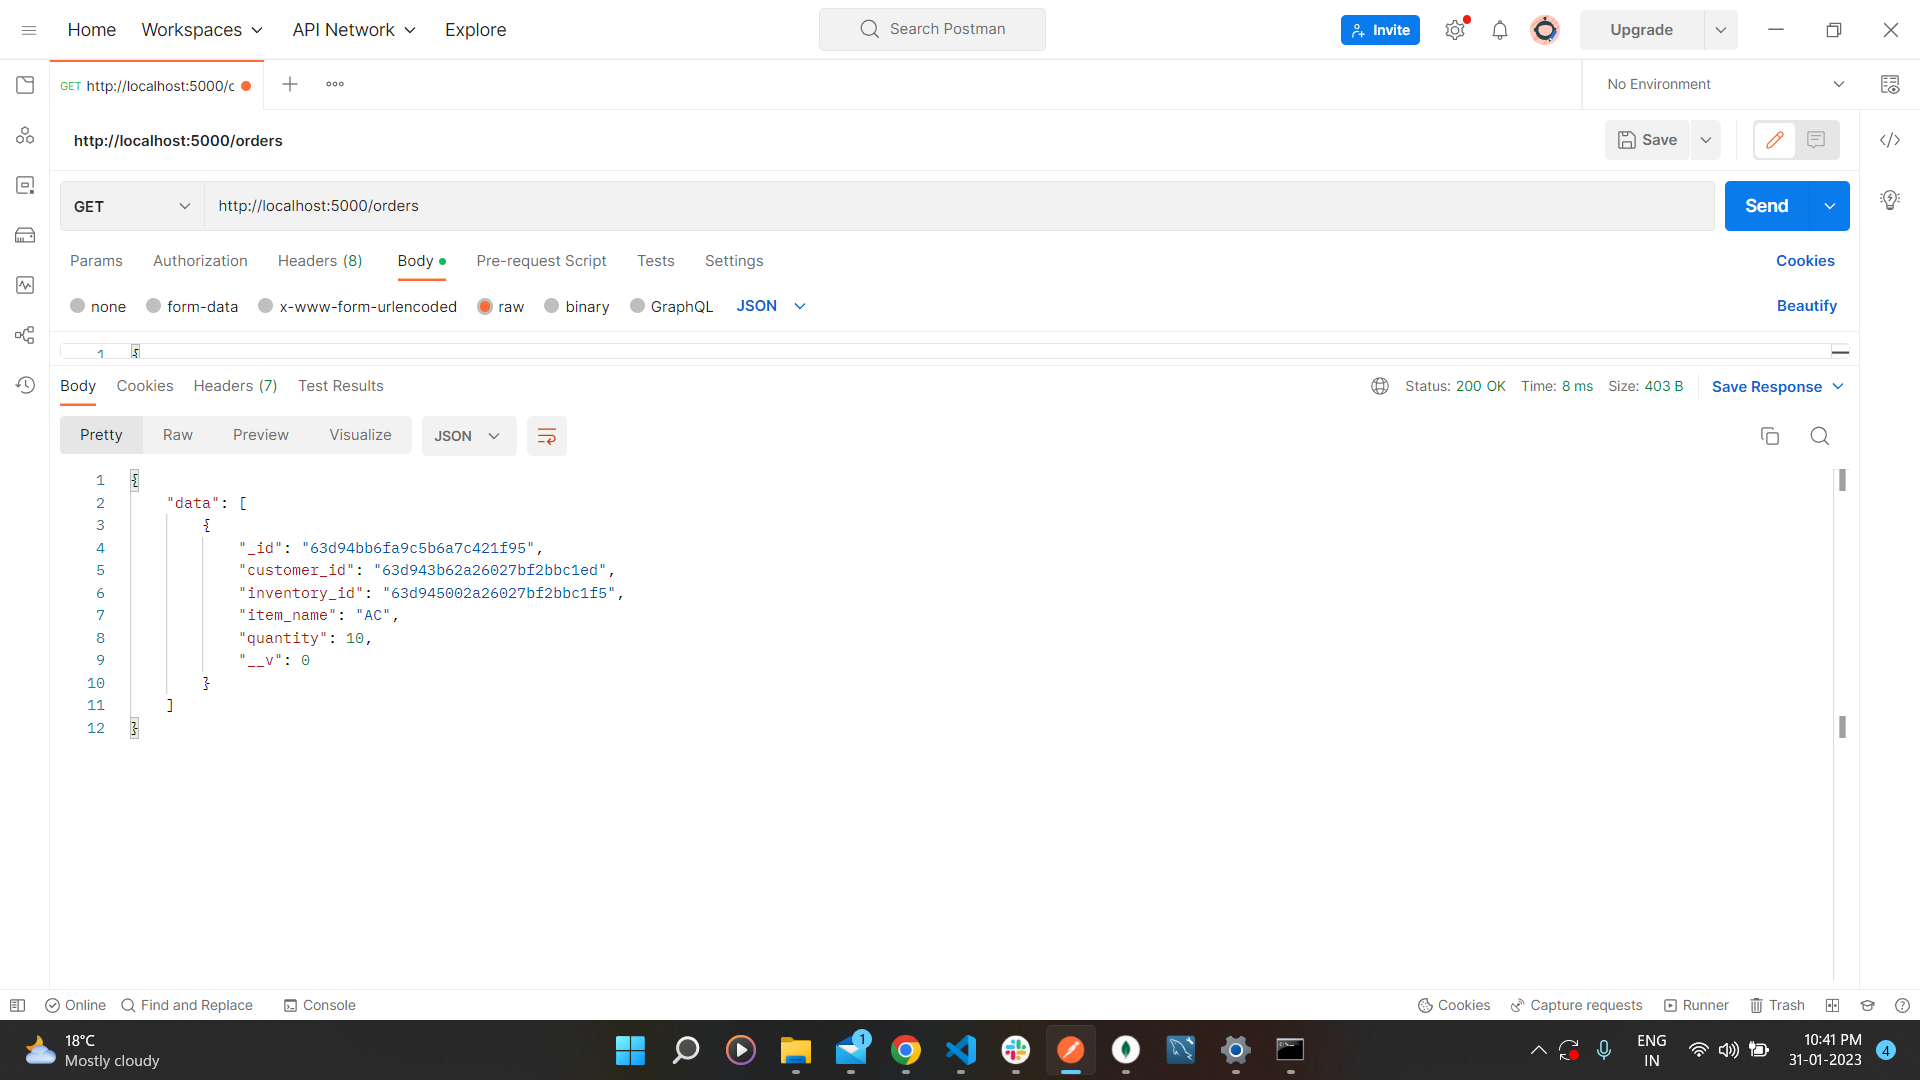 Home Workspaces API Network Explore Search Postman Invite Upgrade
GET http://localhost:5000/c No Environment
http://localhost:5000/orders Save
GET http://localhost:5000/orders Send
Params Authorization Headers (8) Body Pre-request Script Tests Settings Cookies
none form-data x-www-form-urlencoded raw binary GraphQL JSON Beautify
1 {
Body Cookies Headers (7) Test Results Status: 200 OK Time: 8 ms Size: 403 B Save Response
Pretty Raw Preview Visualize JSON
1 {
2 "data": [
3 {
4 "_id": "63d94bb6fa9c5b6a7c421f95",
5 "customer_id": "63d943b62a26027bf2bbc1ed",
6 "inventory_id": "63d945002a26027bf2bbc1f5",
7 "item_name": "AC",
8 "quantity": 10,
9 "__v": 0
10 }
11 ]
12 }
Online Find and Replace Console Cookies Capture requests Runner Trash
18°C
Mostly cloudy
1
ENG
IN
10:41 PM
31-01-2023
4